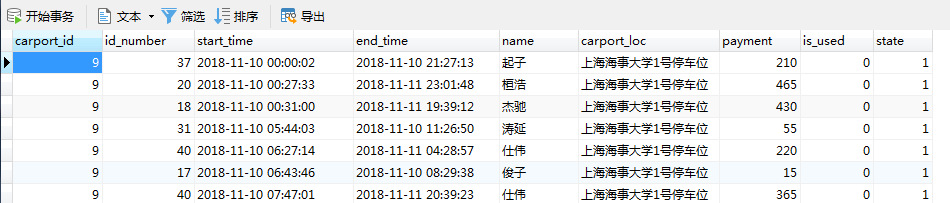 开始事务 文本 筛选 排序 导出
carport_id id_number start_time end_time name carport_loc payment is_used state
9 37 2018-11-10 00:00:02 2018-11-10 21:27:13 起子 上海海事大学1号停车位 210 0 1
9 20 2018-11-10 00:27:33 2018-11-11 23:01:48 桓浩 上海海事大学1号停车位 465 0 1
9 18 2018-11-10 00:31:00 2018-11-11 19:39:12 杰驰 上海海事大学1号停车位 430 0 1
9 31 2018-11-10 05:44:03 2018-11-10 11:26:50 涛延 上海海事大学1号停车位 55 0 1
9 40 2018-11-10 06:27:14 2018-11-11 04:28:57 仕伟 上海海事大学1号停车位 220 0 1
9 17 2018-11-10 06:43:46 2018-11-10 08:29:38 俊子 上海海事大学1号停车位 15 0 1
9 40 2018-11-10 07:47:01 2018-11-11 20:39:23 仕伟 上海海事大学1号停车位 365 0 1